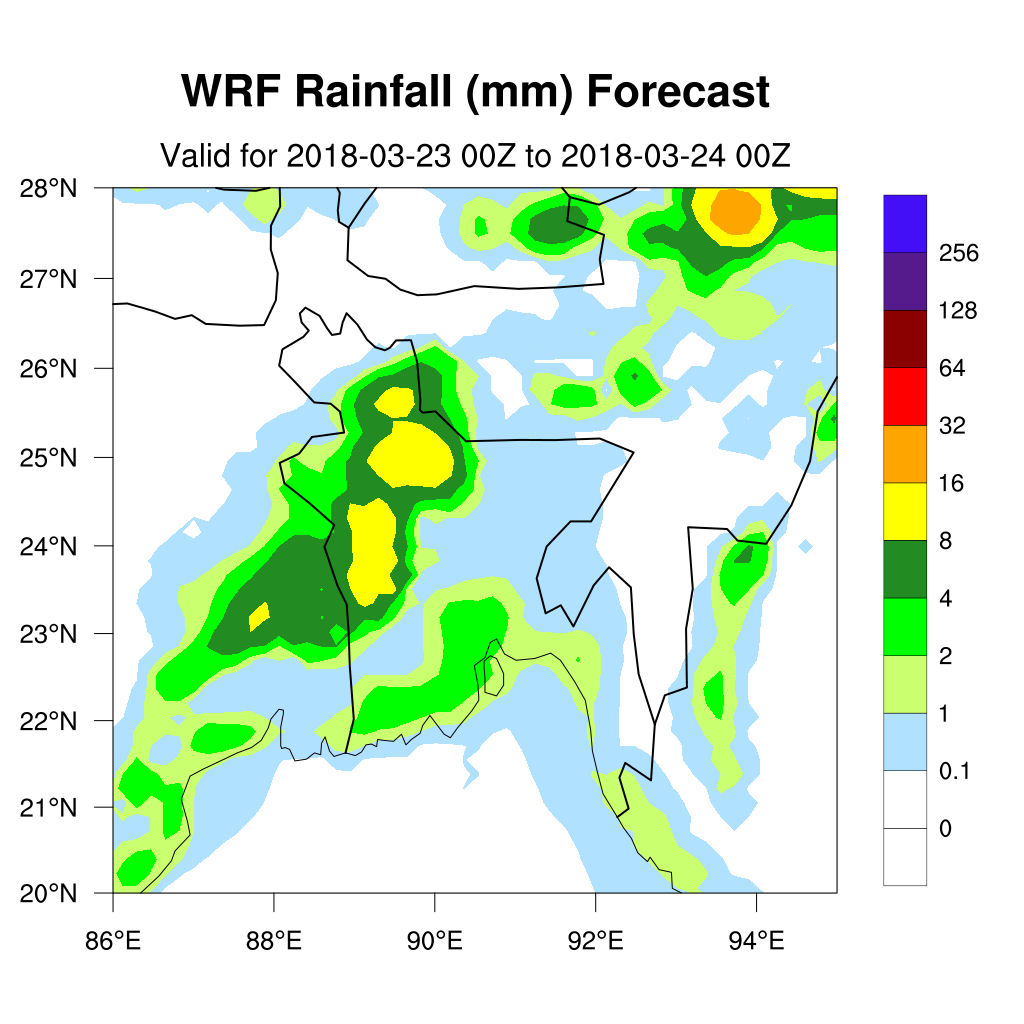 WRF Rainfall (mm) Forecast
Valid for 2018-03-23 00Z to 2018-03-24 00Z
28°N
27°N
26°N
25°N
24°N
23°N
22°N
21°N
20°N
86°E 88°E 90°E 92°E 94°E
256
128
64
32
16
8
4
2
1
0.1
0